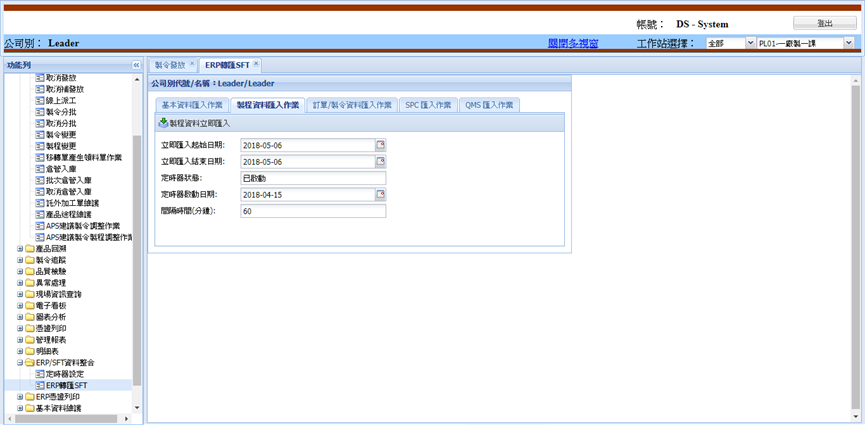 帳號： DS - System 登出
公司別： Leader 關閉多視窗 工作站選擇： 全部 PL01-一廠製一課
功能列
製令發放 ERP轉匯SFT
取消發放
取消補發放
線上派工
製令分批
取消分批
製令變更
製程變更
移轉單產生領料單作業
倉管入庫
批次倉管入庫
取消倉管入庫
託外加工單維護
產品途程維護
APS建議製令調整作業
APS建議製令製程調整作業
產品回溯
製令追蹤
品質檢驗
異常處理
現場資訊查詢
電子看板
圖表分析
憑證列印
管理報表
明細表
ERP/SFT資料整合
定時器設定
ERP轉匯SFT
ERP憑證列印
基本資料維護
公司別代號/名稱：Leader/Leader
基本資料匯入作業 製程資料匯入作業 訂單/製令資料匯入作業 SPC 匯入作業 QMS 匯入作業
製程資料立即匯入
立即匯入起始日期: 2018-05-06
立即匯入結束日期: 2018-05-06
定時器狀態: 已啟動
定時器啟動日期: 2018-04-15
間隔時間(分鐘): 60